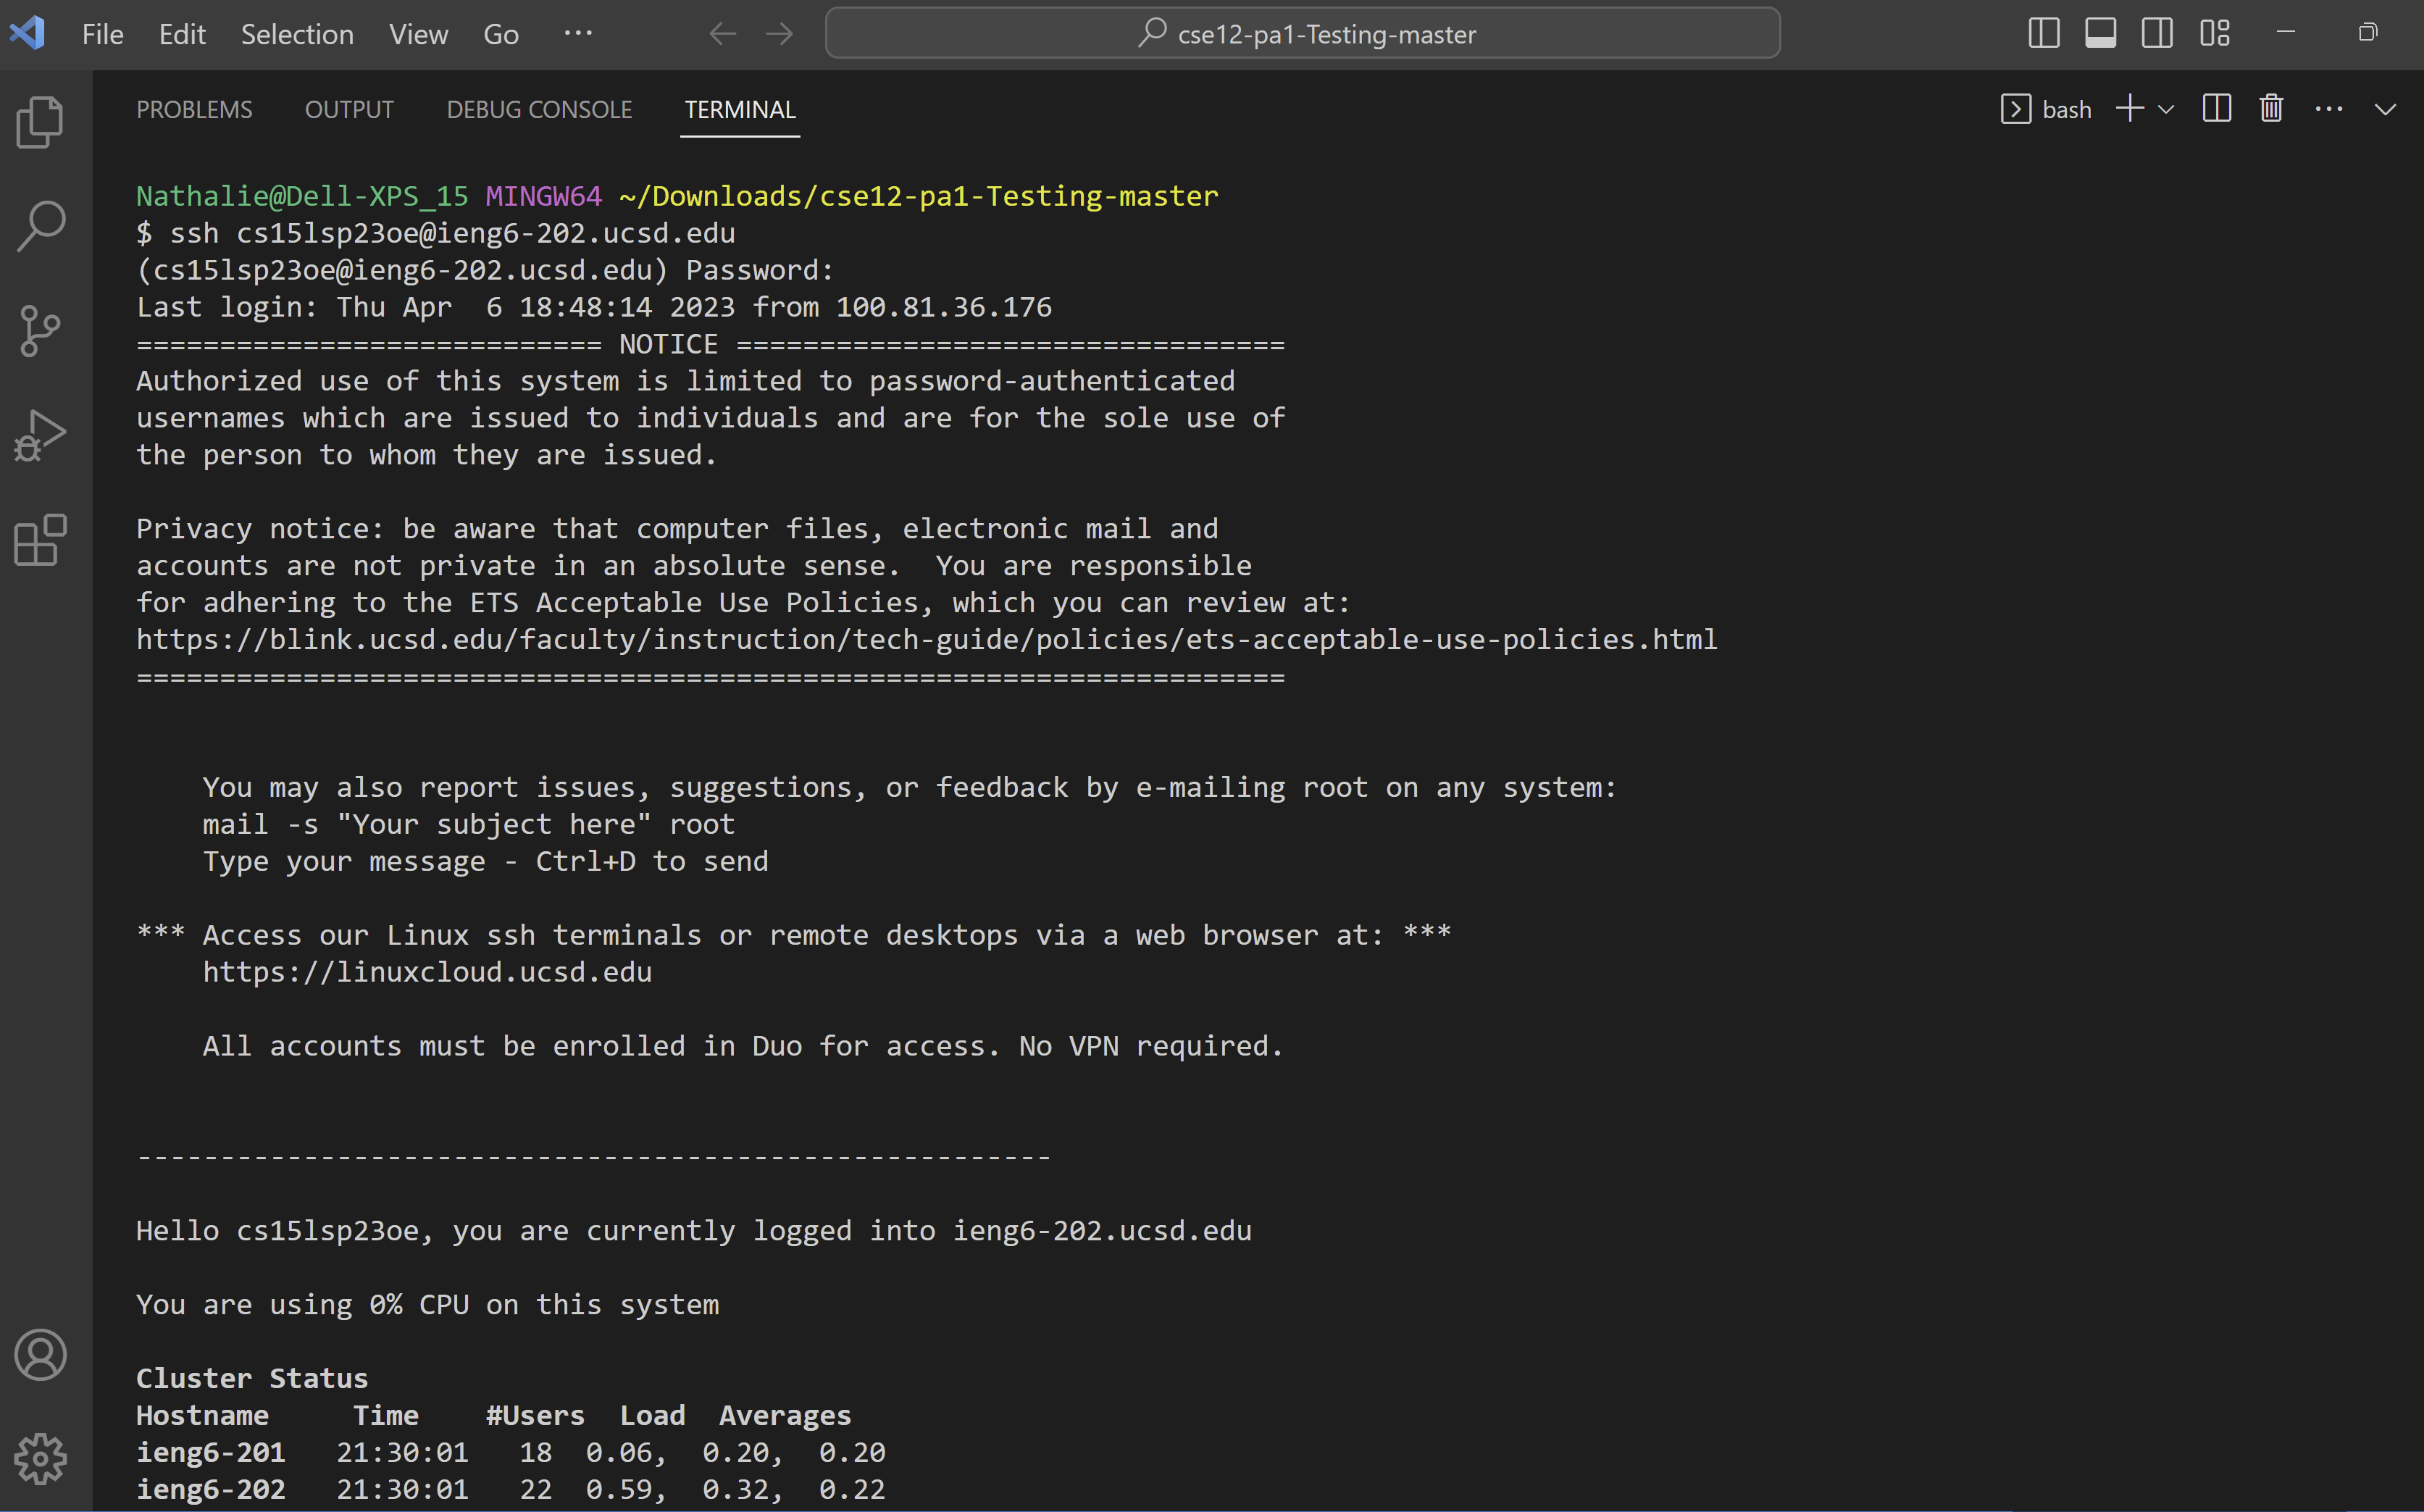 File Edit Selection View Go ··· cse12-pa1-Testing-master
PROBLEMS OUTPUT DEBUG CONSOLE TERMINAL bash
Nathalie@Dell-XPS_15 MINGW64 ~/Downloads/cse12-pa1-Testing-master
$ ssh cs15lsp23oe@ieng6-202.ucsd.edu
(cs15lsp23oe@ieng6-202.ucsd.edu) Password:
Last login: Thu Apr  6 18:48:14 2023 from 100.81.36.176
============================ NOTICE =================================
Authorized use of this system is limited to password-authenticated
usernames which are issued to individuals and are for the sole use of
the person to whom they are issued.
Privacy notice: be aware that computer files, electronic mail and
accounts are not private in an absolute sense.  You are responsible
for adhering to the ETS Acceptable Use Policies, which you can review at:
https://blink.ucsd.edu/faculty/instruction/tech-guide/policies/ets-acceptable-use-policies.html
=====================================================================
You may also report issues, suggestions, or feedback by e-mailing root on any system:
mail -s "Your subject here" root
Type your message - Ctrl+D to send
*** Access our Linux ssh terminals or remote desktops via a web browser at: ***
https://linuxcloud.ucsd.edu
All accounts must be enrolled in Duo for access. No VPN required.
-------------------------------------------------------
Hello cs15lsp23oe, you are currently logged into ieng6-202.ucsd.edu
You are using 0% CPU on this system
Cluster Status
Hostname     Time    #Users  Load  Averages
ieng6-201   21:30:01   18  0.06,  0.20,  0.20
ieng6-202   21:30:01   22  0.59,  0.32,  0.22